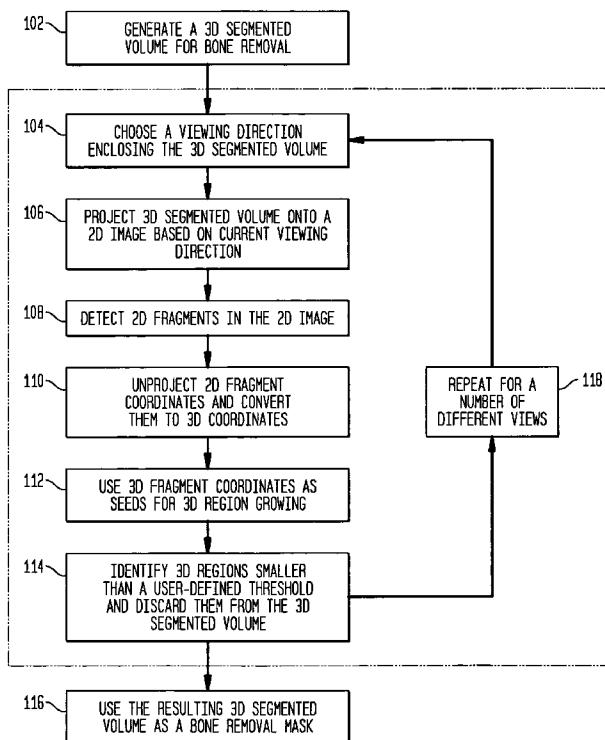 102
GENERATE A 3D SEGMENTED
VOLUME FOR BONE REMOVAL
104
CHOOSE A VIEWING DIRECTION
ENCLOSING THE 3D SEGMENTED VOLUME
106
PROJECT 3D SEGMENTED VOLUME ONTO A
2D IMAGE BASED ON CURRENT VIEWING
DIRECTION
108
DETECT 2D FRAGMENTS IN THE 2D IMAGE
110
UNPROJECT 2D FRAGMENT
COORDINATES AND CONVERT
THEM TO 3D COORDINATES
118
REPEAT FOR A
NUMBER OF
DIFFERENT VIEWS
112
USE 3D FRAGMENT COORDINATES AS
SEEDS FOR 3D REGION GROWING
114
IDENTIFY 3D REGIONS SMALLER
THAN A USER-DEFINED THRESHOLD
AND DISCARD THEM FROM THE 3D
SEGMENTED VOLUME
116
USE THE RESULTING 3D SEGMENTED
VOLUME AS A BONE REMOVAL MASK